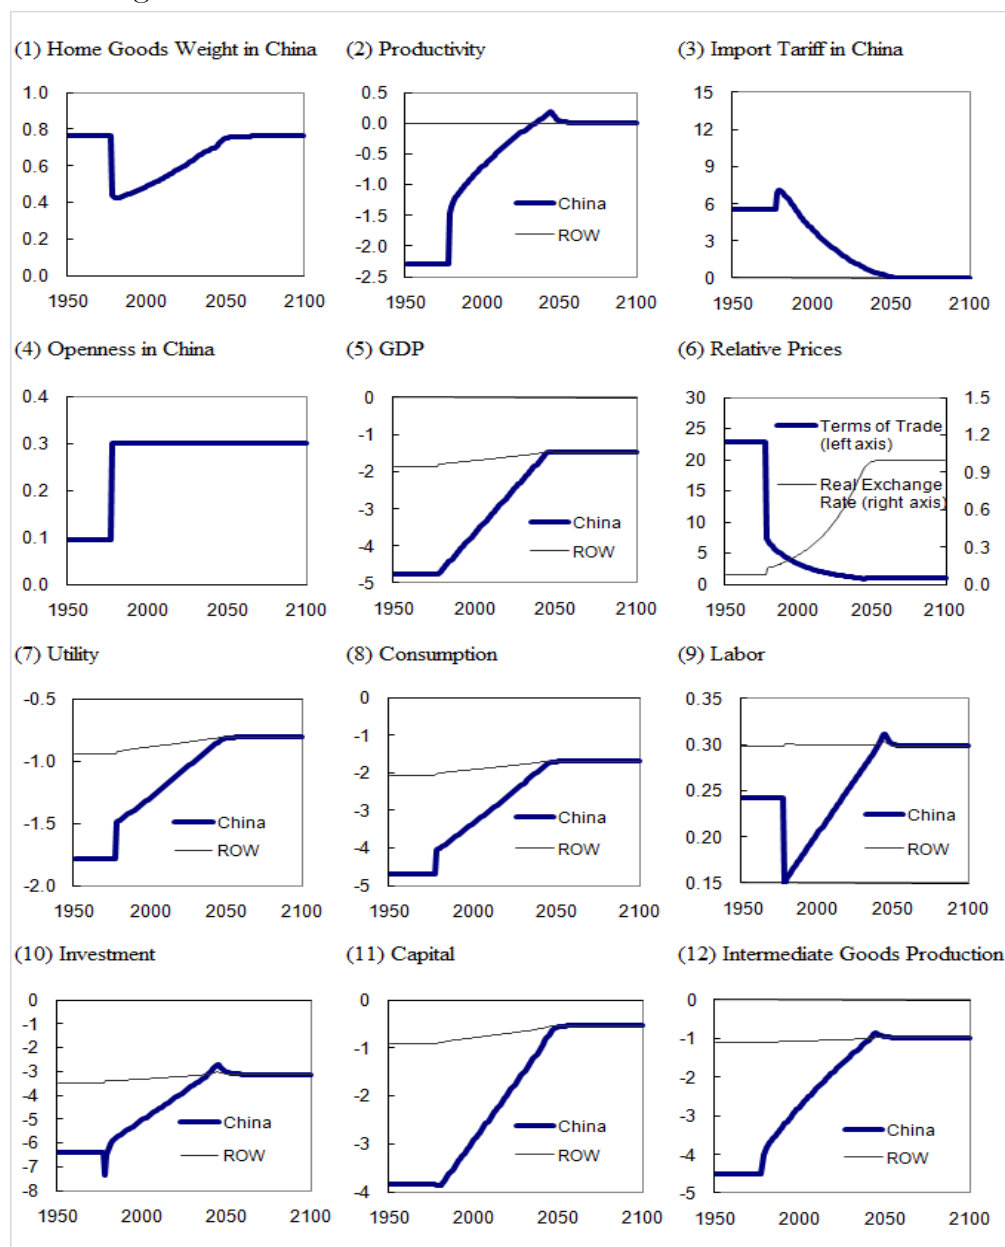 (1) Home Goods Weight in China
(2) Productivity
(3) Import Tariff in China
1.0
0.8
0.6
0.4
0.2
0.0
1950 2000 2050 2100
0.5
0.0
-0.5
-1.0
-1.5
-2.0
-2.5
China
ROW
1950 2000 2050 2100
15
12
9
6
3
0
1950 2000 2050 2100
(4) Openness in China
(5) GDP
(6) Relative Prices
0.4
0.3
0.2
0.1
0.0
1950 2000 2050 2100
0
-1
-2
-3
-4
-5
China
ROW
1950 2000 2050 2100
30
25
20
15
10
5
0
Terms of Trade
(left axis)
Real Exchange
Rate (right axis)
1.5
1.2
0.9
0.6
0.3
0.0
1950 2000 2050 2100
(7) Utility
(8) Consumption
(9) Labor
-0.5
-1.0
-1.5
-2.0
China
ROW
1950 2000 2050 2100
0
-1
-2
-3
-4
-5
China
ROW
1950 2000 2050 2100
0.35
0.30
0.25
0.20
0.15
China
ROW
1950 2000 2050 2100
(10) Investment
(11) Capital
(12) Intermediate Goods Production
0
-1
-2
-3
-4
-5
-6
-7
-8
China
ROW
1950 2000 2050 2100
0
-1
-2
-3
-4
China
ROW
1950 2000 2050 2100
0
-1
-2
-3
-4
-5
China
ROW
1950 2000 2050 2100